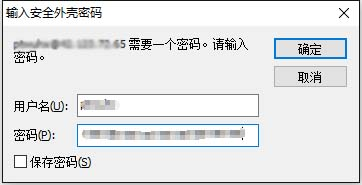 输入安全外壳密码
需要一个密码。请输入
密码。
确定
取消
用户名(U):
密码(P):
保存密码(S)